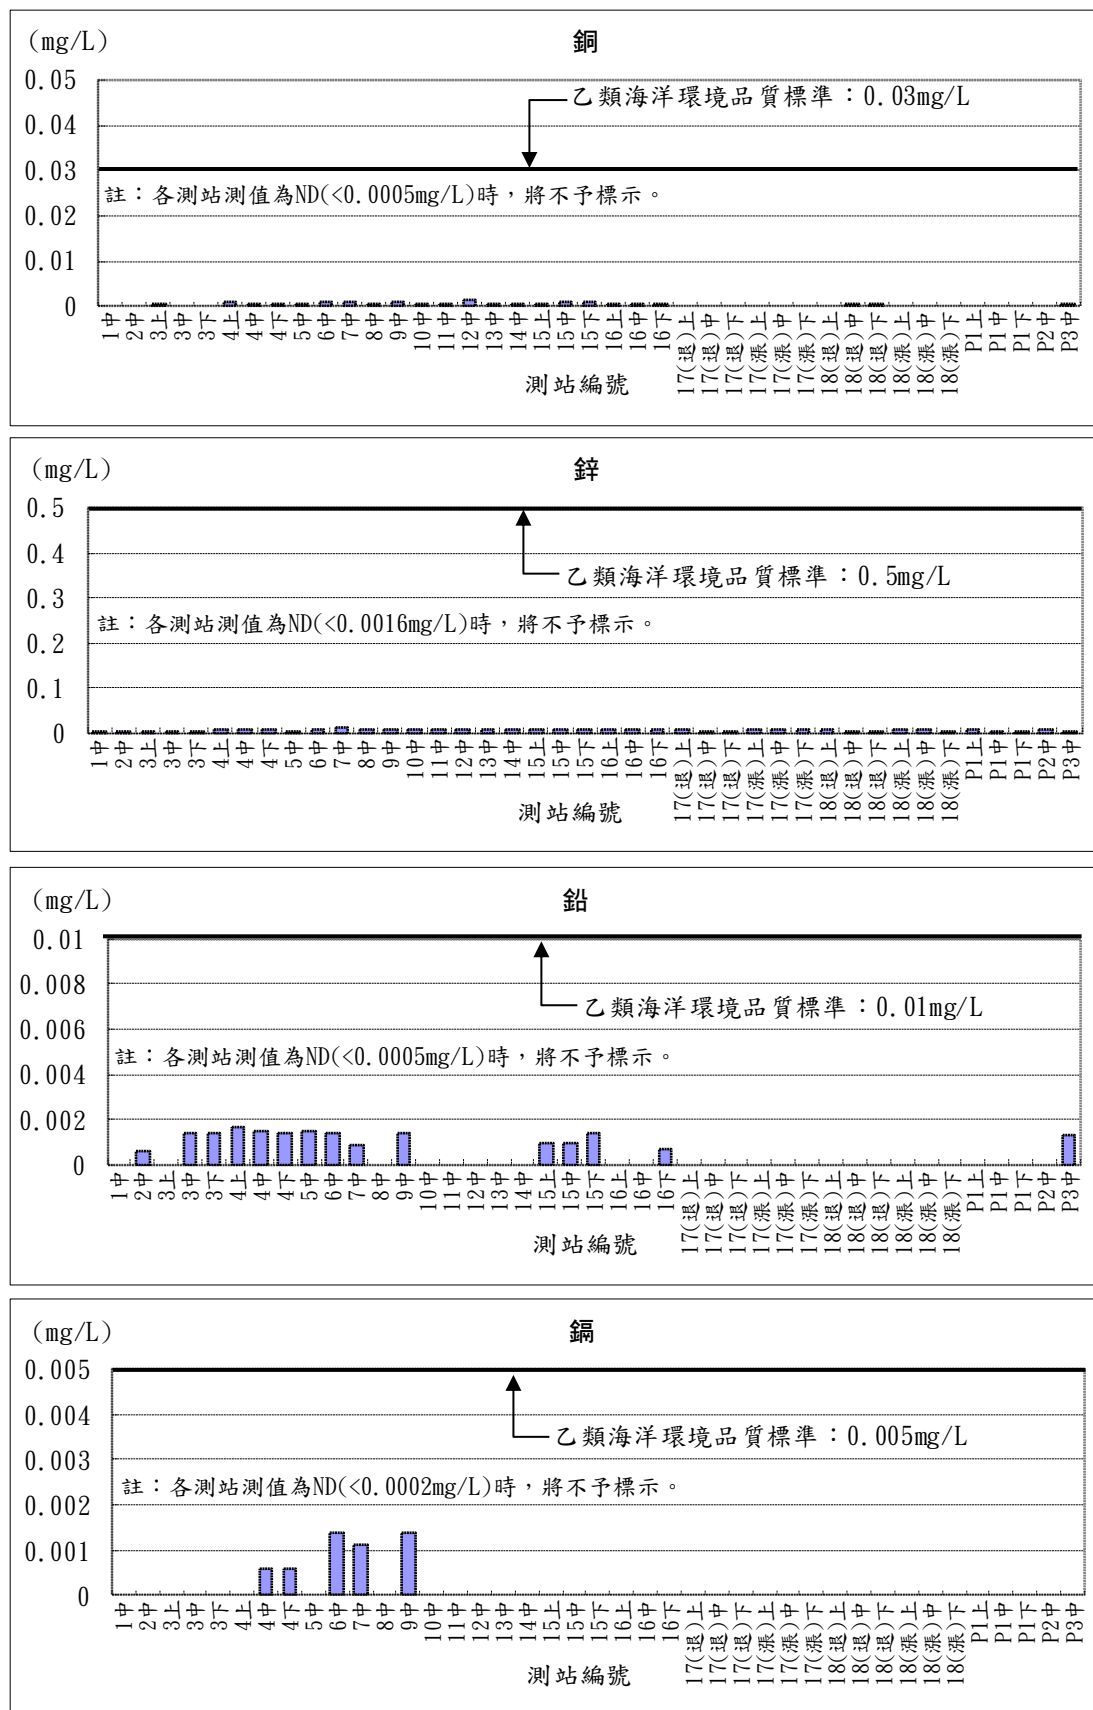 (mg/L)
銅
0.05
乙類海洋環境品質標準：0.03mg/L
0.04
0.03
註：各測站測值為ND(<0.0005mg/L)時，將不予標示。
0.02
0.01
0
1中 2中 3上 3中 3下 4上 4中 4下 5中 6中 7中 8中 9中 10中 11中 12中 13中 14中 15上 15中 15下 16上 16中 16下 17(退)上 17(退)中 17(退)下 17(漲)上 17(漲)中 17(漲)下 18(退)上 18(退)中 18(退)下 18(漲)上 18(漲)中 18(漲)下 P1上 P1中 P1下 P2中 P3中
測站編號
(mg/L)
鋅
0.5
0.4
乙類海洋環境品質標準：0.5mg/L
0.3
註：各測站測值為ND(<0.0016mg/L)時，將不予標示。
0.2
0.1
0
1中 2中 3上 3中 3下 4上 4中 4下 5中 6中 7中 8中 9中 10中 11中 12中 13中 14中 15上 15中 15下 16上 16中 16下 17(退)上 17(退)中 17(退)下 17(漲)上 17(漲)中 17(漲)下 18(退)上 18(退)中 18(退)下 18(漲)上 18(漲)中 18(漲)下 P1上 P1中 P1下 P2中 P3中
測站編號
(mg/L)
鉛
0.01
0.008
乙類海洋環境品質標準：0.01mg/L
0.006
註：各測站測值為ND(<0.0005mg/L)時，將不予標示。
0.004
0.002
0
1中 2中 3上 3中 3下 4上 4中 4下 5中 6中 7中 8中 9中 10中 11中 12中 13中 14中 15上 15中 15下 16上 16中 16下 17(退)上 17(退)中 17(退)下 17(漲)上 17(漲)中 17(漲)下 18(退)上 18(退)中 18(退)下 18(漲)上 18(漲)中 18(漲)下 P1上 P1中 P1下 P2中 P3中
測站編號
(mg/L)
鎘
0.005
0.004
乙類海洋環境品質標準：0.005mg/L
0.003
註：各測站測值為ND(<0.0002mg/L)時，將不予標示。
0.002
0.001
0
1中 2中 3上 3中 3下 4上 4中 4下 5中 6中 7中 8中 9中 10中 11中 12中 13中 14中 15上 15中 15下 16上 16中 16下 17(退)上 17(退)中 17(退)下 17(漲)上 17(漲)中 17(漲)下 18(退)上 18(退)中 18(退)下 18(漲)上 18(漲)中 18(漲)下 P1上 P1中 P1下 P2中 P3中
測站編號